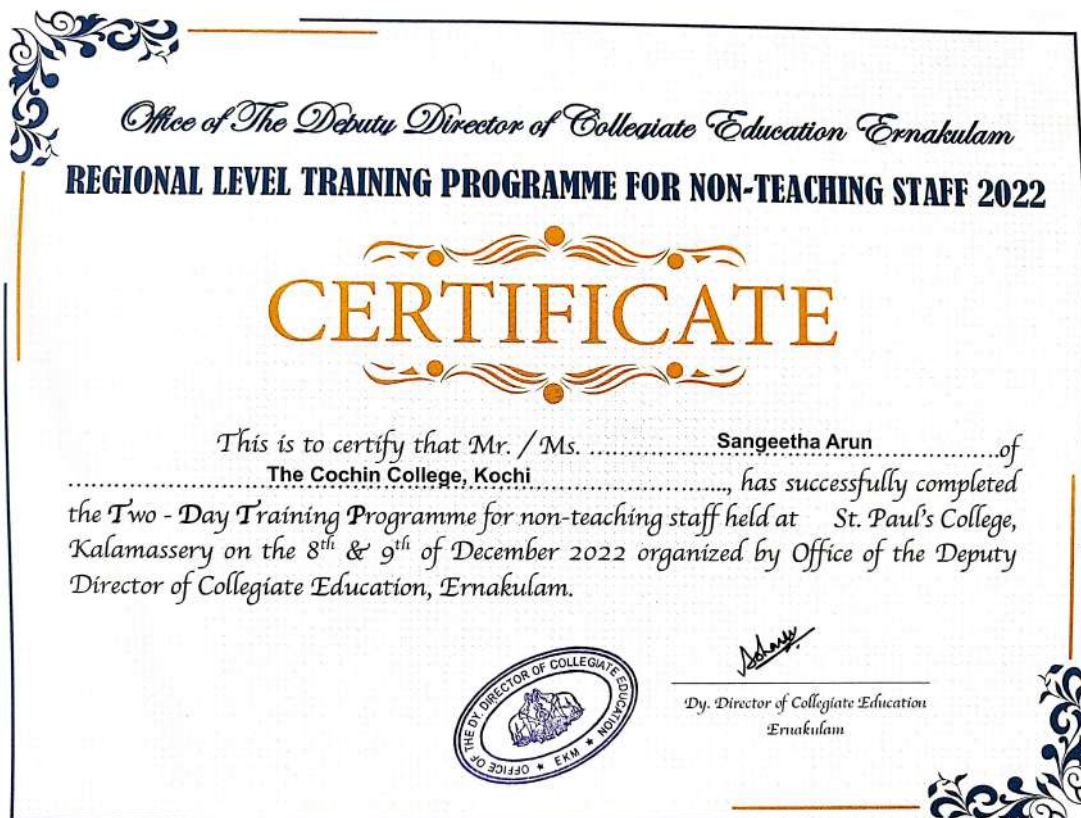 Office of The Deputy Director of Collegiate Education Ernakulam
REGIONAL LEVEL TRAINING PROGRAMME FOR NON-TEACHING STAFF 2022
CERTIFICATE
This is to certify that Mr. / Ms. ................Sangeetha Arun................of
................The Cochin College, Kochi................, has successfully completed
the Two - Day Training Programme for non-teaching staff held at St. Paul's College,
Kalamassery on the 8th & 9th of December 2022 organized by Office of the Deputy
Director of Collegiate Education, Ernakulam.
OFFICE OF THE DY. DIRECTOR OF COLLEGIATE EDUCATION ★ EKM ★
Dy. Director of Collegiate Education
Ernakulam